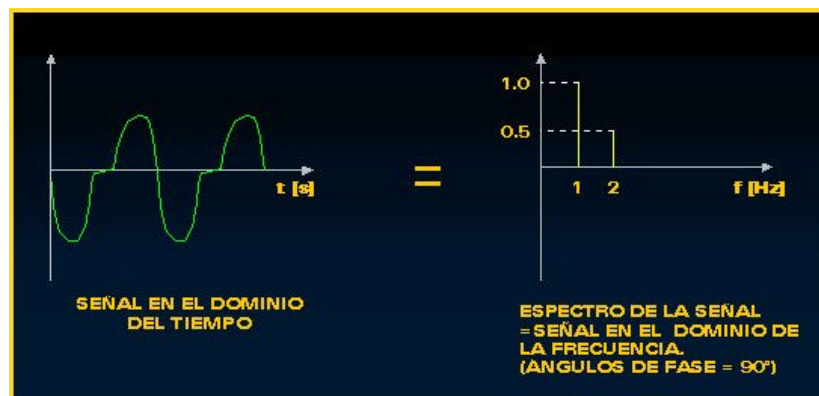 1.0
0.5
t [s]
=
1 2 f [Hz]
SEÑAL EN EL DOMINIO
DEL TIEMPO
ESPECTRO DE LA SEÑAL
=SEÑAL EN EL DOMINIO DE
LA FRECUENCIA.
(ANGULOS DE FASE = 90°)